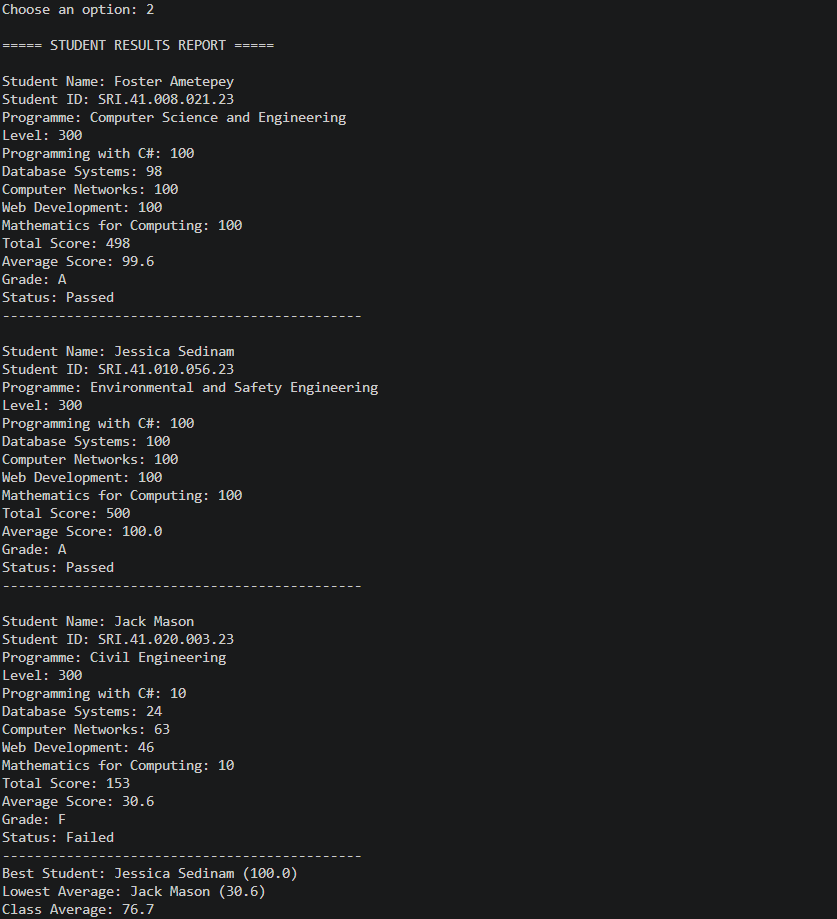 Choose an option: 2
===== STUDENT RESULTS REPORT =====
Student Name: Foster Ametepey
Student ID: SRI.41.008.021.23
Programme: Computer Science and Engineering
Level: 300
Programming with C#: 100
Database Systems: 98
Computer Networks: 100
Web Development: 100
Mathematics for Computing: 100
Total Score: 498
Average Score: 99.6
Grade: A
Status: Passed
---------------------------------------------
Student Name: Jessica Sedinam
Student ID: SRI.41.010.056.23
Programme: Environmental and Safety Engineering
Level: 300
Programming with C#: 100
Database Systems: 100
Computer Networks: 100
Web Development: 100
Mathematics for Computing: 100
Total Score: 500
Average Score: 100.0
Grade: A
Status: Passed
---------------------------------------------
Student Name: Jack Mason
Student ID: SRI.41.020.003.23
Programme: Civil Engineering
Level: 300
Programming with C#: 10
Database Systems: 24
Computer Networks: 63
Web Development: 46
Mathematics for Computing: 10
Total Score: 153
Average Score: 30.6
Grade: F
Status: Failed
---------------------------------------------
Best Student: Jessica Sedinam (100.0)
Lowest Average: Jack Mason (30.6)
Class Average: 76.7